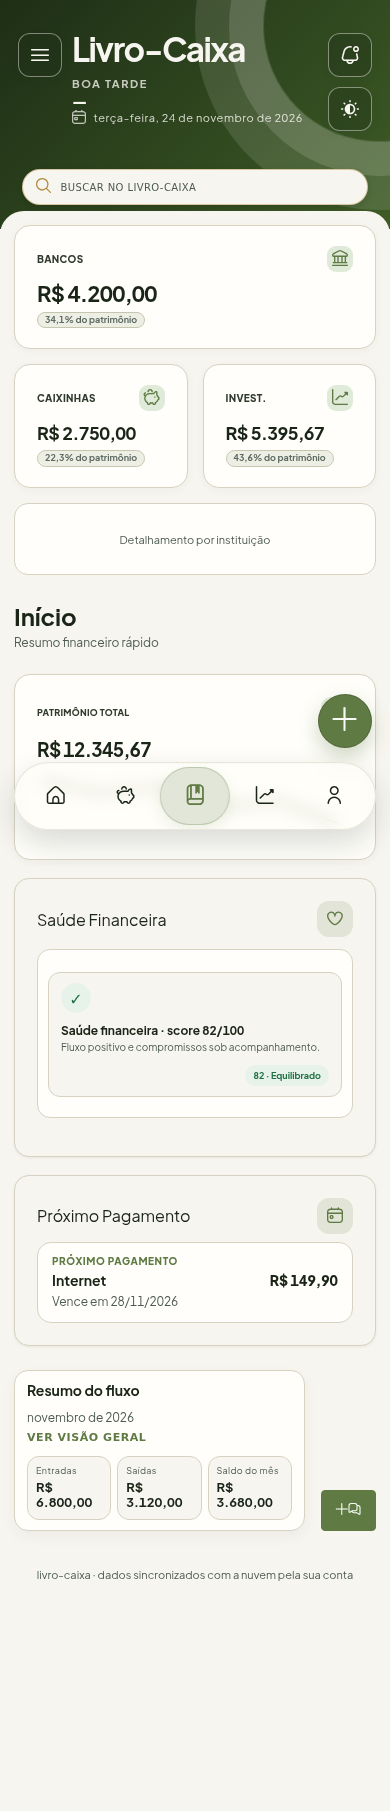 Livro-Caixa
BOA TARDE
terça-feira, 24 de novembro de 2026
BUSCAR NO LIVRO-CAIXA
BANCOS
R$ 4.200,00
34,1% do patrimônio
CAIXINHAS
R$ 2.750,00
22,3% do patrimônio
INVEST.
R$ 5.395,67
43,6% do patrimônio
Detalhamento por instituição
Início
Resumo financeiro rápido
PATRIMÔNIO TOTAL
R$ 12.345,67
Saúde Financeira
Saúde financeira · score 82/100
Fluxo positivo e compromissos sob acompanhamento.
82 · Equilibrado
Próximo Pagamento
PRÓXIMO PAGAMENTO
Internet R$ 149,90
Vence em 28/11/2026
Resumo do fluxo
novembro de 2026
VER VISÃO GERAL
Entradas
R$
6.800,00
Saídas
R$
3.120,00
Saldo do mês
R$
3.680,00
livro-caixa · dados sincronizados com a nuvem pela sua conta